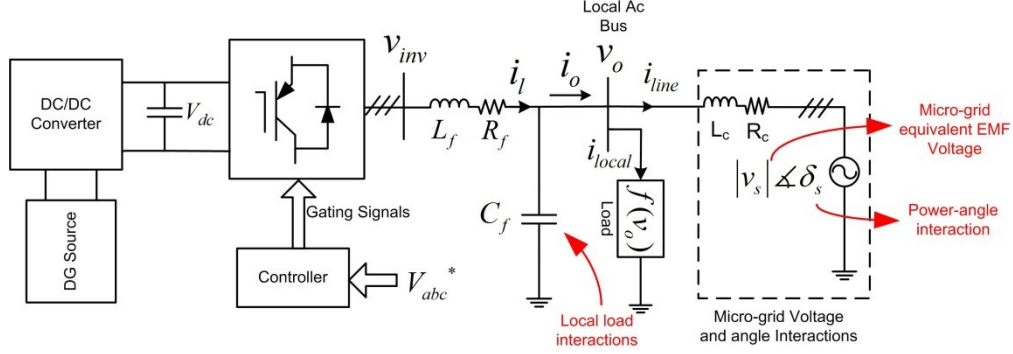 Local Ac
Bus
DC/DC
Converter
V_dc
v_inv
i_l
i_o
v_o
i_line
L_f
R_f
L_c
R_c
Micro-grid
equivalent EMF
Voltage
i_local
|v_s|∡δ_s
Gating Signals
C_f
f(v_o)
Load
Power-angle
interaction
DG Source
Controller
V_abc*
Local load
interactions
Micro-grid Voltage
and angle Interactions